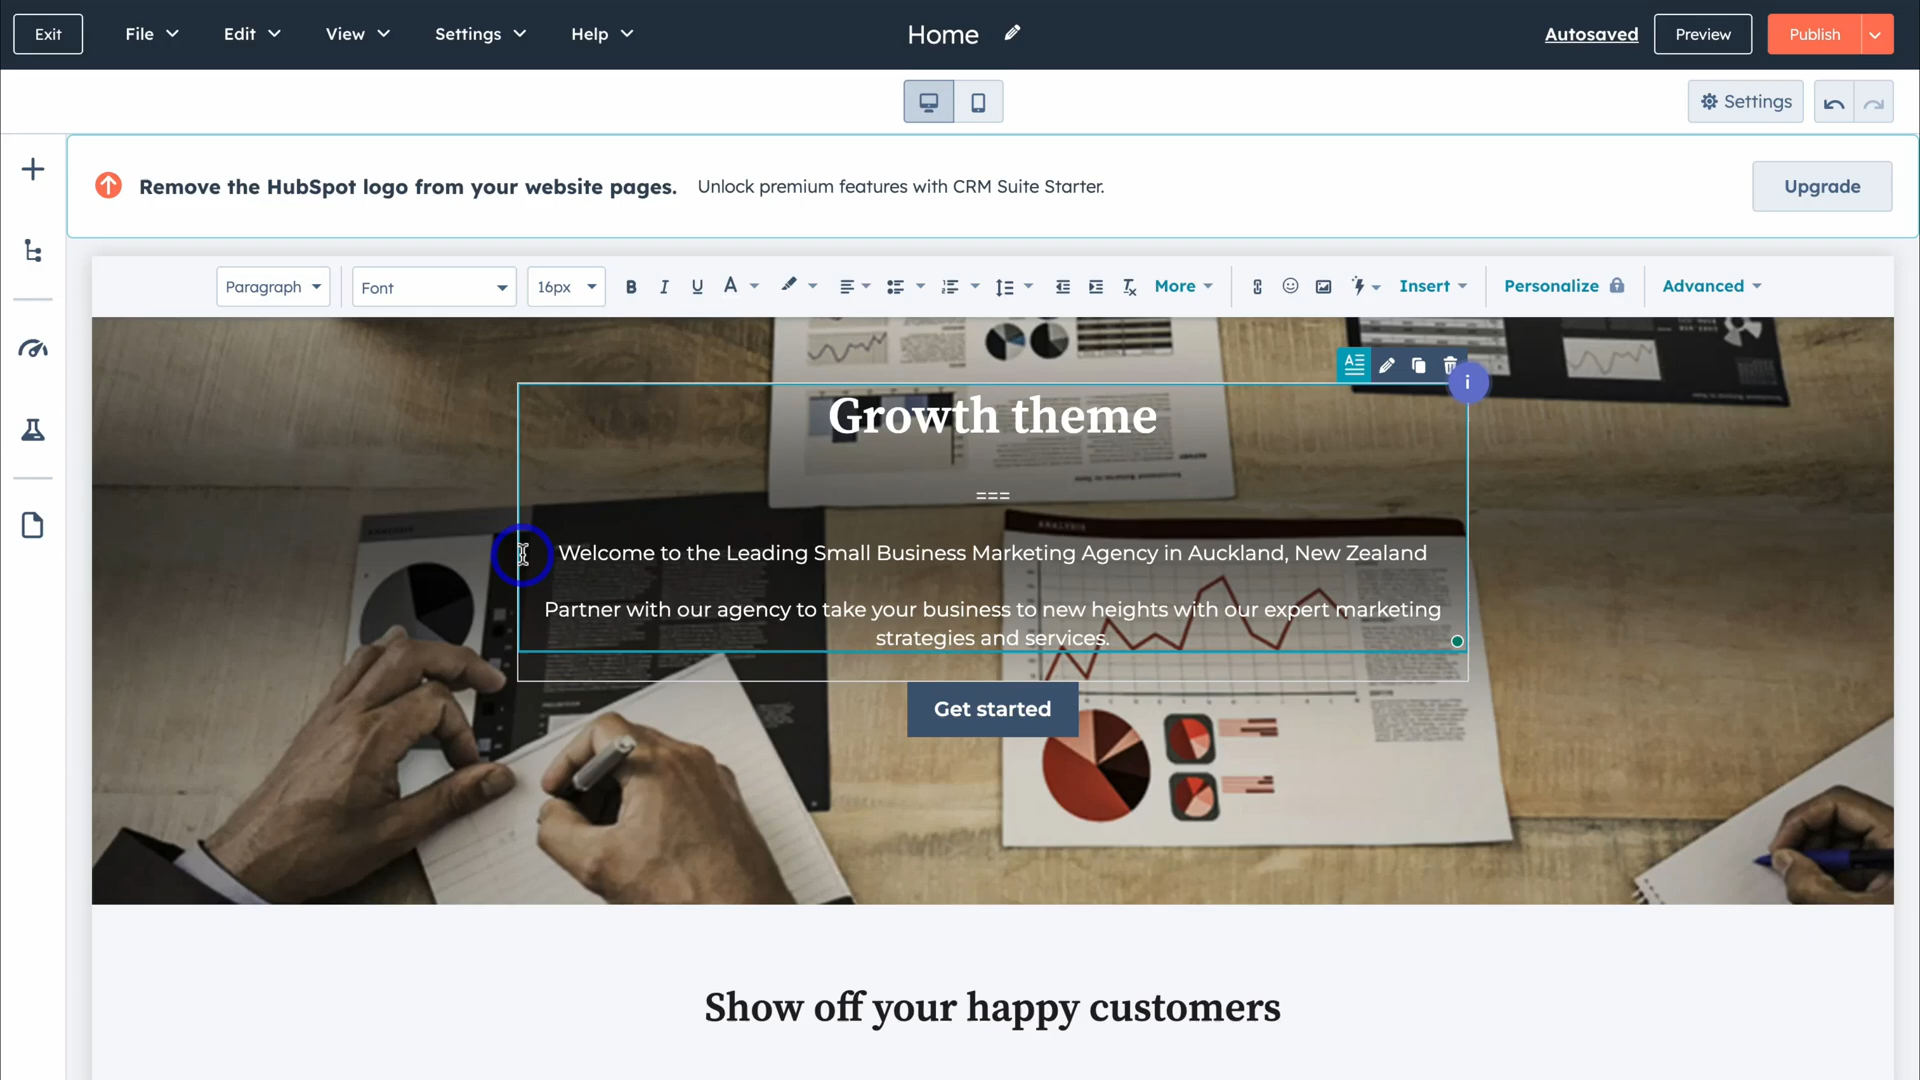 Exit
File
Edit
View
Settings
Help
Home
Autosaved
Preview
Publish
Settings
Remove the HubSpot logo from your website pages.
Unlock premium features with CRM Suite Starter.
Upgrade
Paragraph
Font
16px
B
I
U
A
More
Insert
Personalize
Advanced
i
Growth theme
===
Welcome to the Leading Small Business Marketing Agency in Auckland, New Zealand
Partner with our agency to take your business to new heights with our expert marketing
strategies and services.
Get started
Show off your happy customers